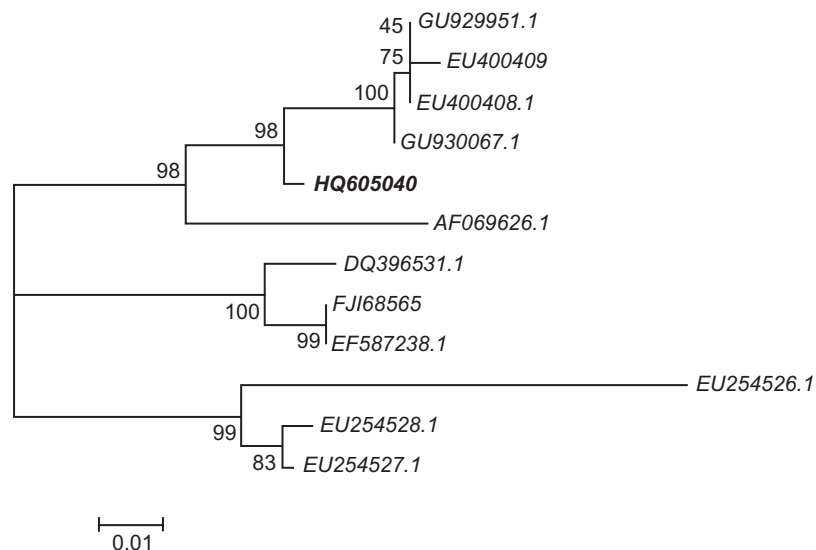 45
GU929951.1
75
EU400409
100
EU400408.1
98
GU930067.1
98
HQ605040
AF069626.1
DQ396531.1
100
FJI68565
99
EF587238.1
EU254526.1
99
EU254528.1
83
EU254527.1
0.01